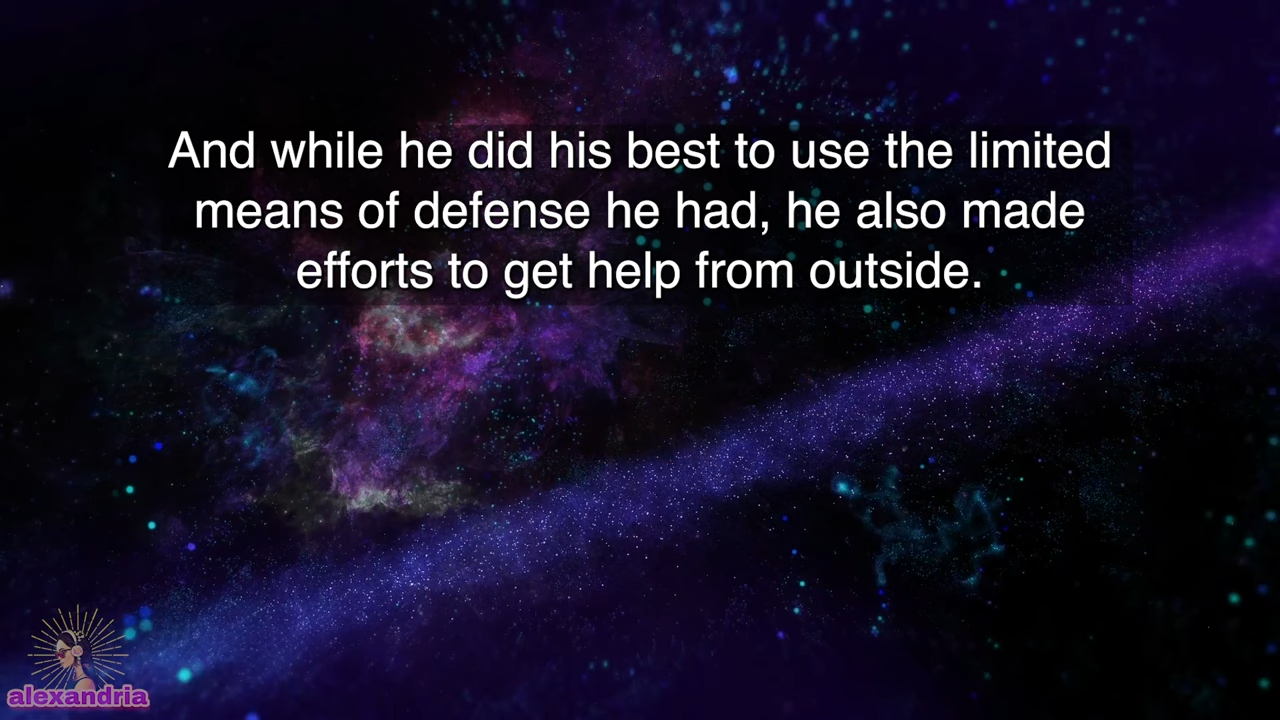 And while he did his best to use the limited
means of defense he had, he also made
efforts to get help from outside.
alexandria